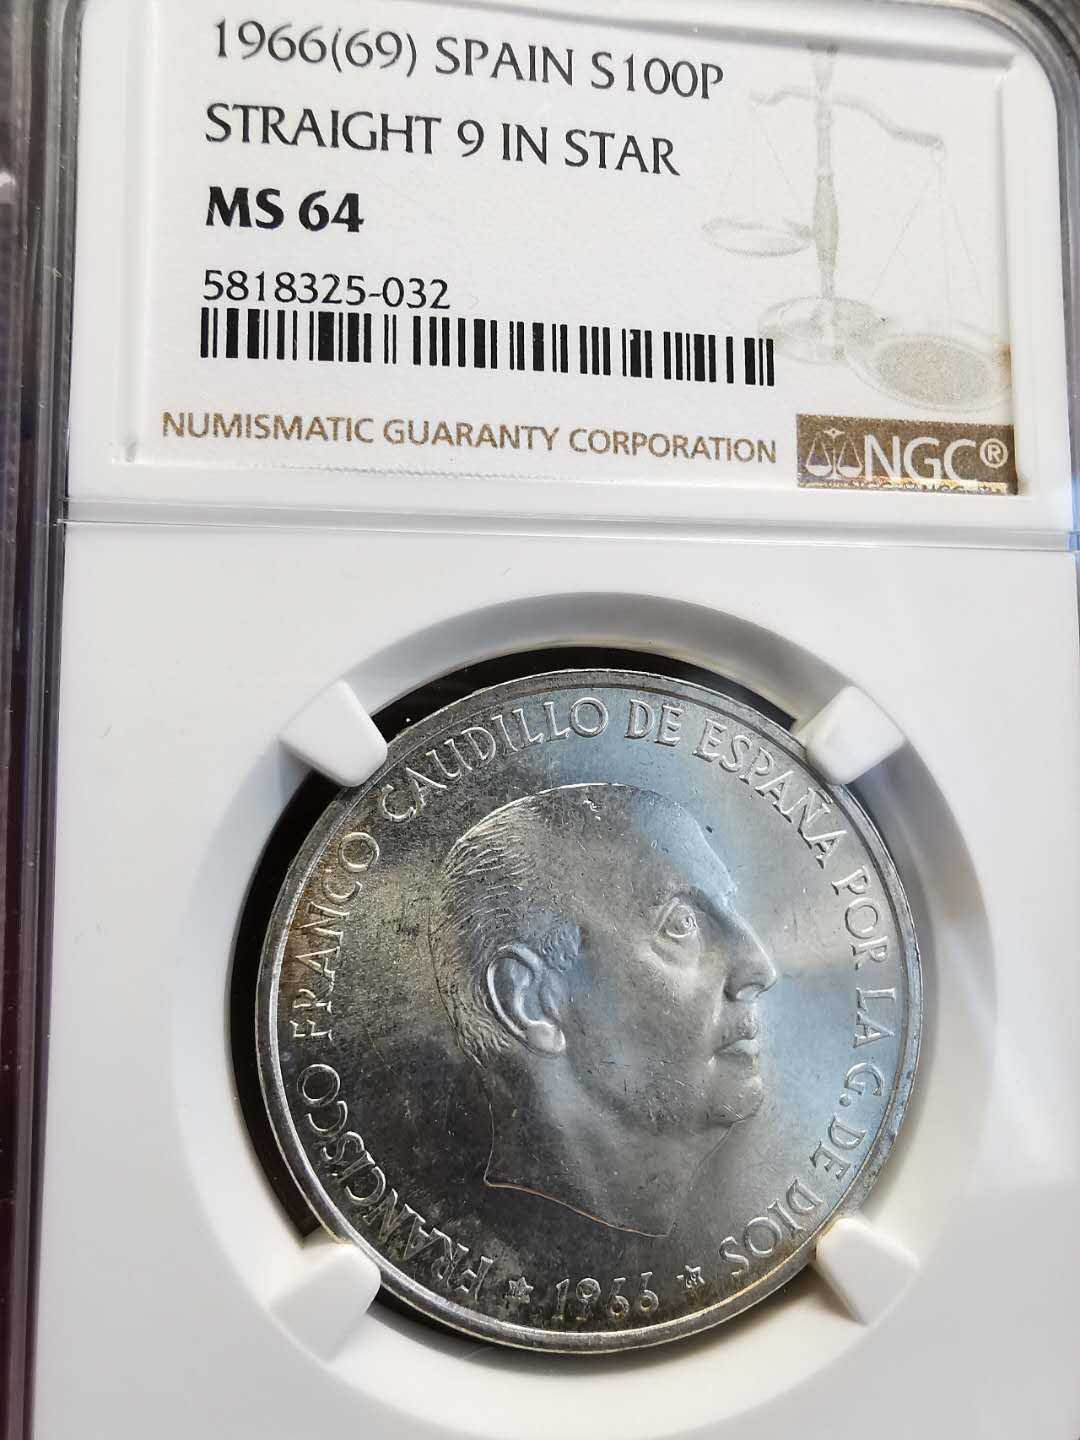 1966(69) SPAIN S100P
STRAIGHT 9 IN STAR
MS 64
5818325-032
NUMISMATIC GUARANTY CORPORATION
NGC®
FRANCISCO FRANCO CAUDILLO DE ESPAÑA POR LA G. DE DIOS
★ 1966 ★